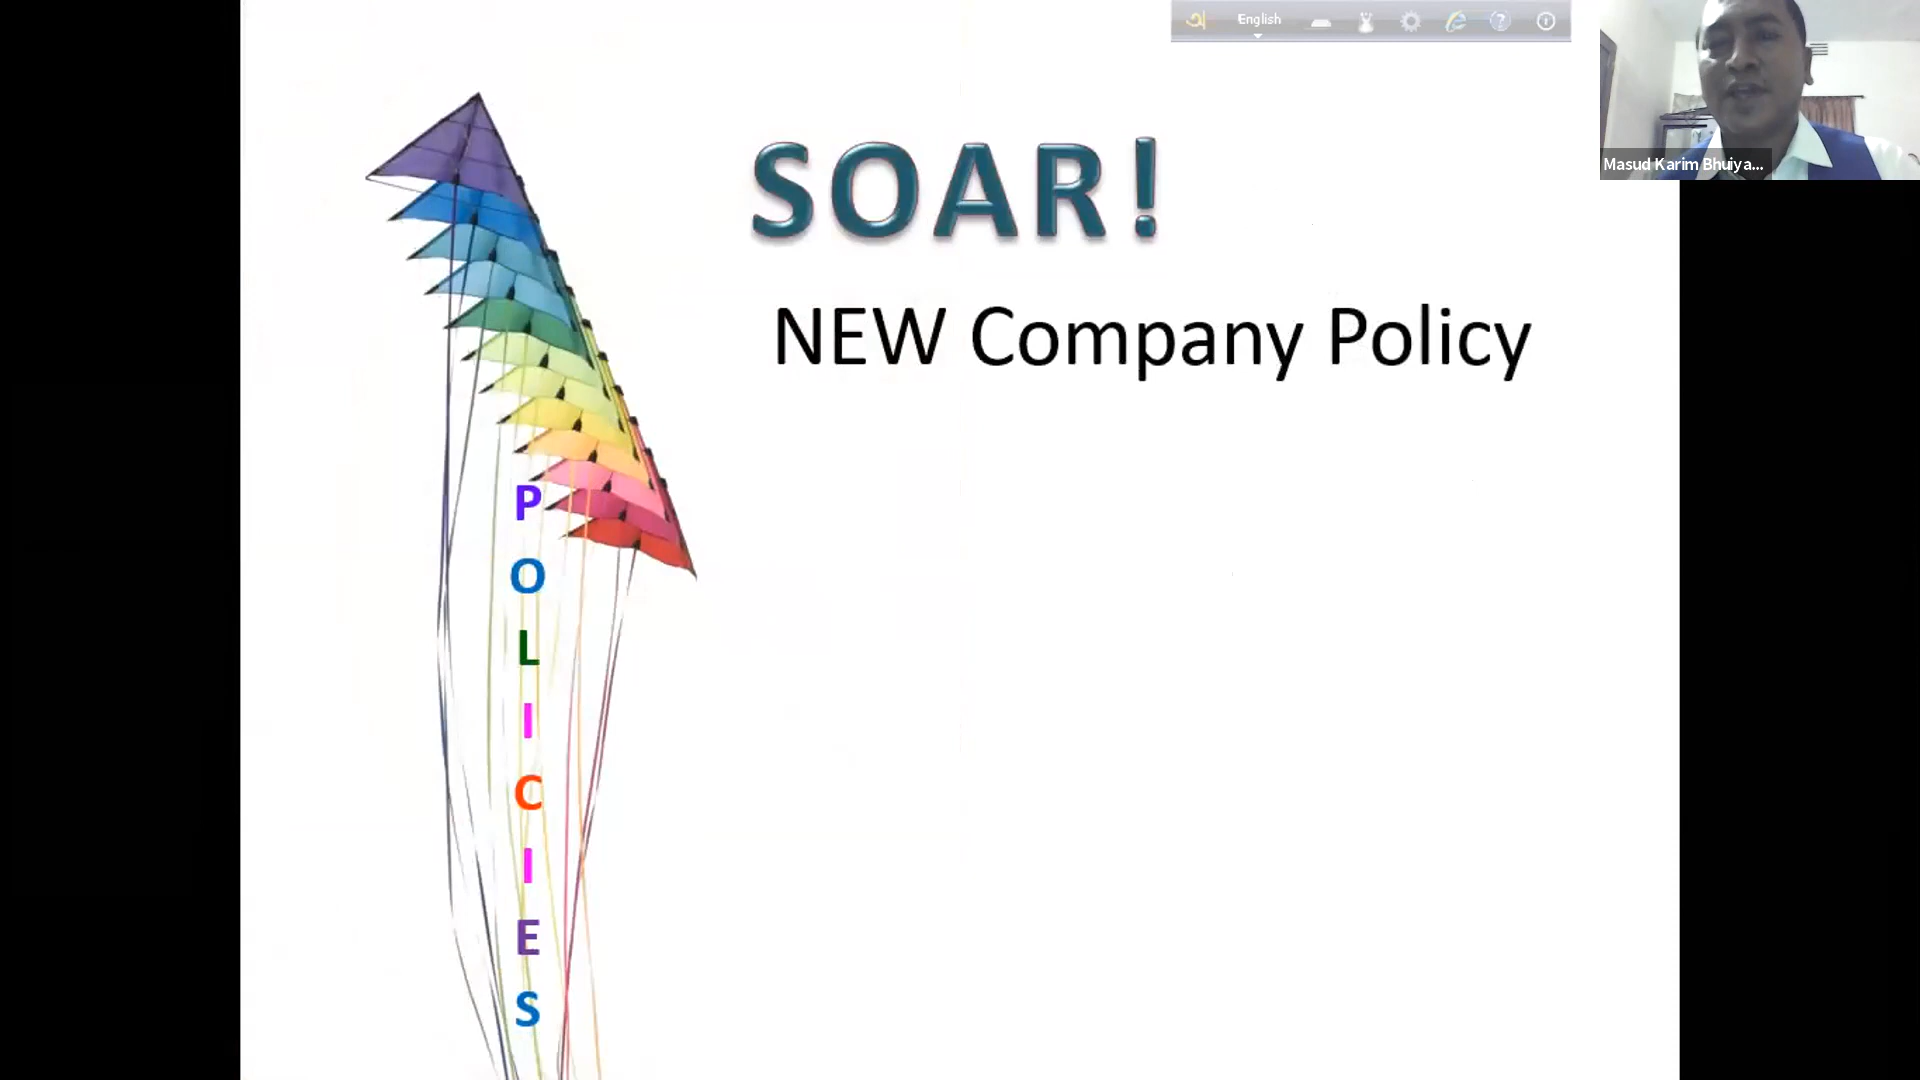 অ English
Masud Karim Bhuiya...
SOAR!
NEW Company Policy
P
O
L
I
C
I
E
S